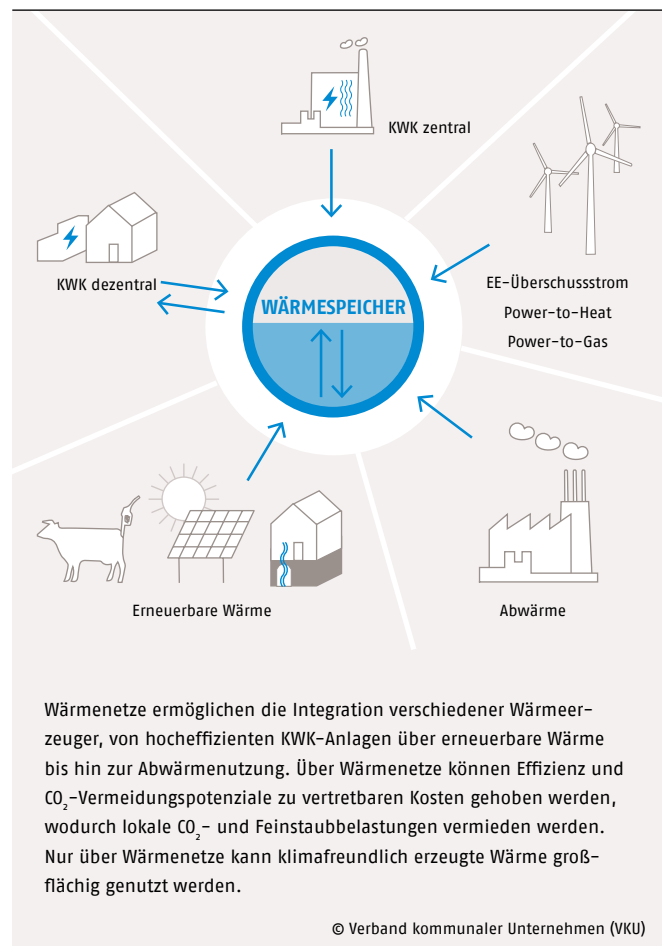 KWK zentral
KWK dezentral
WÄRMESPEICHER
EE-Überschussstrom
Power-to-Heat
Power-to-Gas
Erneuerbare Wärme
Abwärme
Wärmenetze ermöglichen die Integration verschiedener Wärmeer-
zeuger, von hocheffizienten KWK-Anlagen über erneuerbare Wärme
bis hin zur Abwärmenutzung. Über Wärmenetze können Effizienz und
CO₂-Vermeidungspotenziale zu vertretbaren Kosten gehoben werden,
wodurch lokale CO₂- und Feinstaubbelastungen vermieden werden.
Nur über Wärmenetze kann klimafreundlich erzeugte Wärme groß-
flächig genutzt werden.
© Verband kommunaler Unternehmen (VKU)